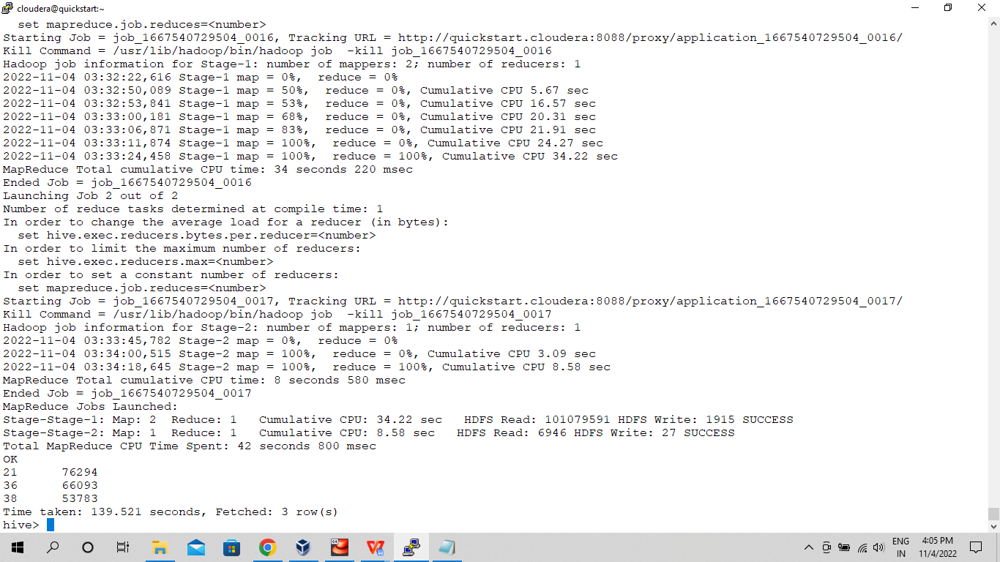 cloudera@quickstart:~
  set mapreduce.job.reduces=<number>
Starting Job = job_1667540729504_0016, Tracking URL = http://quickstart.cloudera:8088/proxy/application_1667540729504_0016/
Kill Command = /usr/lib/hadoop/bin/hadoop job  -kill job_1667540729504_0016
Hadoop job information for Stage-1: number of mappers: 2; number of reducers: 1
2022-11-04 03:32:22,616 Stage-1 map = 0%,  reduce = 0%
2022-11-04 03:32:50,089 Stage-1 map = 50%,  reduce = 0%, Cumulative CPU 5.67 sec
2022-11-04 03:32:53,841 Stage-1 map = 53%,  reduce = 0%, Cumulative CPU 16.57 sec
2022-11-04 03:33:00,181 Stage-1 map = 68%,  reduce = 0%, Cumulative CPU 20.31 sec
2022-11-04 03:33:06,871 Stage-1 map = 83%,  reduce = 0%, Cumulative CPU 21.91 sec
2022-11-04 03:33:11,874 Stage-1 map = 100%,  reduce = 0%, Cumulative CPU 24.27 sec
2022-11-04 03:33:24,458 Stage-1 map = 100%,  reduce = 100%, Cumulative CPU 34.22 sec
MapReduce Total cumulative CPU time: 34 seconds 220 msec
Ended Job = job_1667540729504_0016
Launching Job 2 out of 2
Number of reduce tasks determined at compile time: 1
In order to change the average load for a reducer (in bytes):
  set hive.exec.reducers.bytes.per.reducer=<number>
In order to limit the maximum number of reducers:
  set hive.exec.reducers.max=<number>
In order to set a constant number of reducers:
  set mapreduce.job.reduces=<number>
Starting Job = job_1667540729504_0017, Tracking URL = http://quickstart.cloudera:8088/proxy/application_1667540729504_0017/
Kill Command = /usr/lib/hadoop/bin/hadoop job  -kill job_1667540729504_0017
Hadoop job information for Stage-2: number of mappers: 1; number of reducers: 1
2022-11-04 03:33:45,782 Stage-2 map = 0%,  reduce = 0%
2022-11-04 03:34:00,515 Stage-2 map = 100%,  reduce = 0%, Cumulative CPU 3.09 sec
2022-11-04 03:34:18,645 Stage-2 map = 100%,  reduce = 100%, Cumulative CPU 8.58 sec
MapReduce Total cumulative CPU time: 8 seconds 580 msec
Ended Job = job_1667540729504_0017
MapReduce Jobs Launched:
Stage-Stage-1: Map: 2  Reduce: 1   Cumulative CPU: 34.22 sec   HDFS Read: 101079591 HDFS Write: 1915 SUCCESS
Stage-Stage-2: Map: 1  Reduce: 1   Cumulative CPU: 8.58 sec   HDFS Read: 6946 HDFS Write: 27 SUCCESS
Total MapReduce CPU Time Spent: 42 seconds 800 msec
OK
21      76294
36      66093
38      53783
Time taken: 139.521 seconds, Fetched: 3 row(s)
hive>
ENG 4:05 PM
IN 11/4/2022